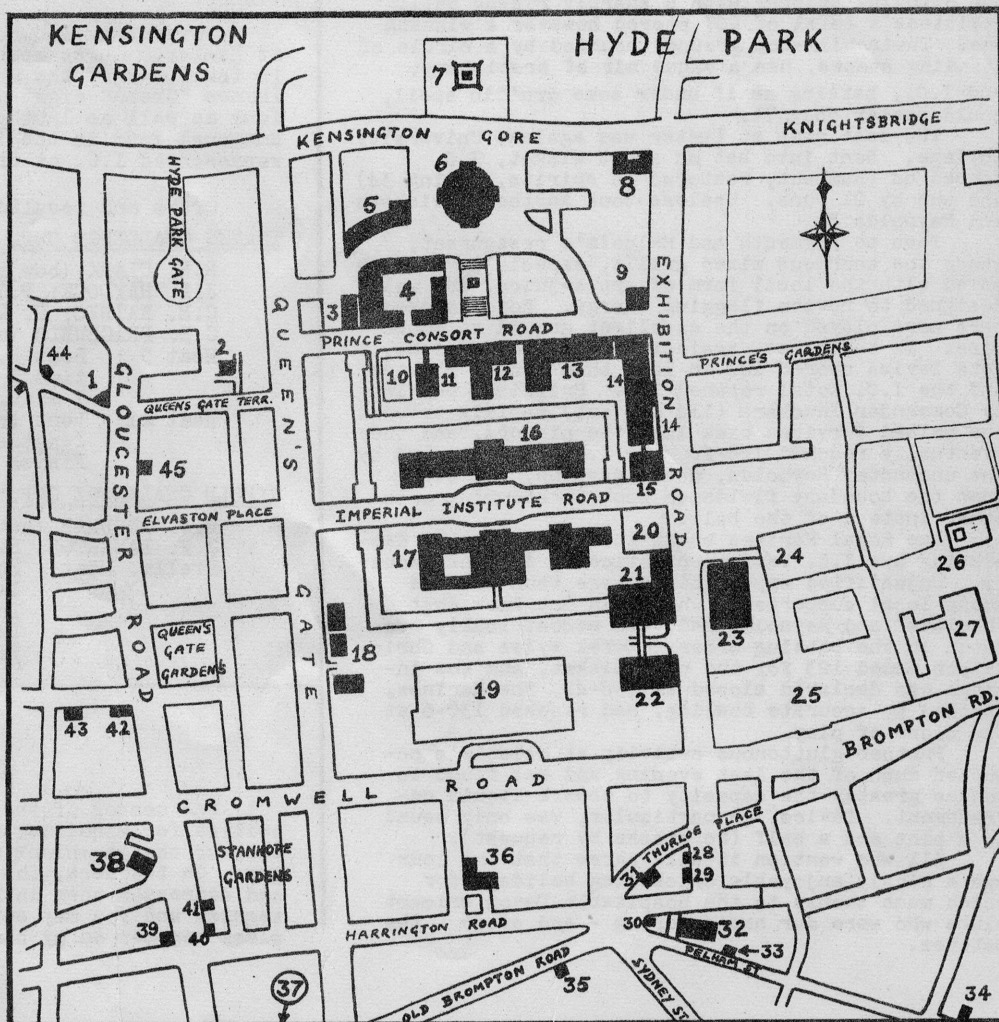 KENSINGTON
GARDENS
HYDE PARK
7
KENSINGTON GORE
KNIGHTSBRIDGE
HYDE PARK GATE
6
8
5
9
EXHIBITION ROAD
4
3
PRINCE CONSORT ROAD
PRINCE'S GARDENS
QUEEN'S GATE
44
2
1
10
11
12
13
14
14
GLOUCESTER ROAD
QUEENS GATE TERR.
16
45
15
ELVASTON PLACE
IMPERIAL INSTITUTE ROAD
20
24
26
17
21
23
27
QUEEN'S
GATE
GARDENS
18
19
22
25
43
42
BROMPTON RD.
CROMWELL ROAD
THURLOE PLACE
38
STANHOPE
GARDENS
36
28
29
41
39
40
HARRINGTON ROAD
30
32
33
PELHAM ST.
37
OLD BROMPTON ROAD
35
SYDNEY ST.
34